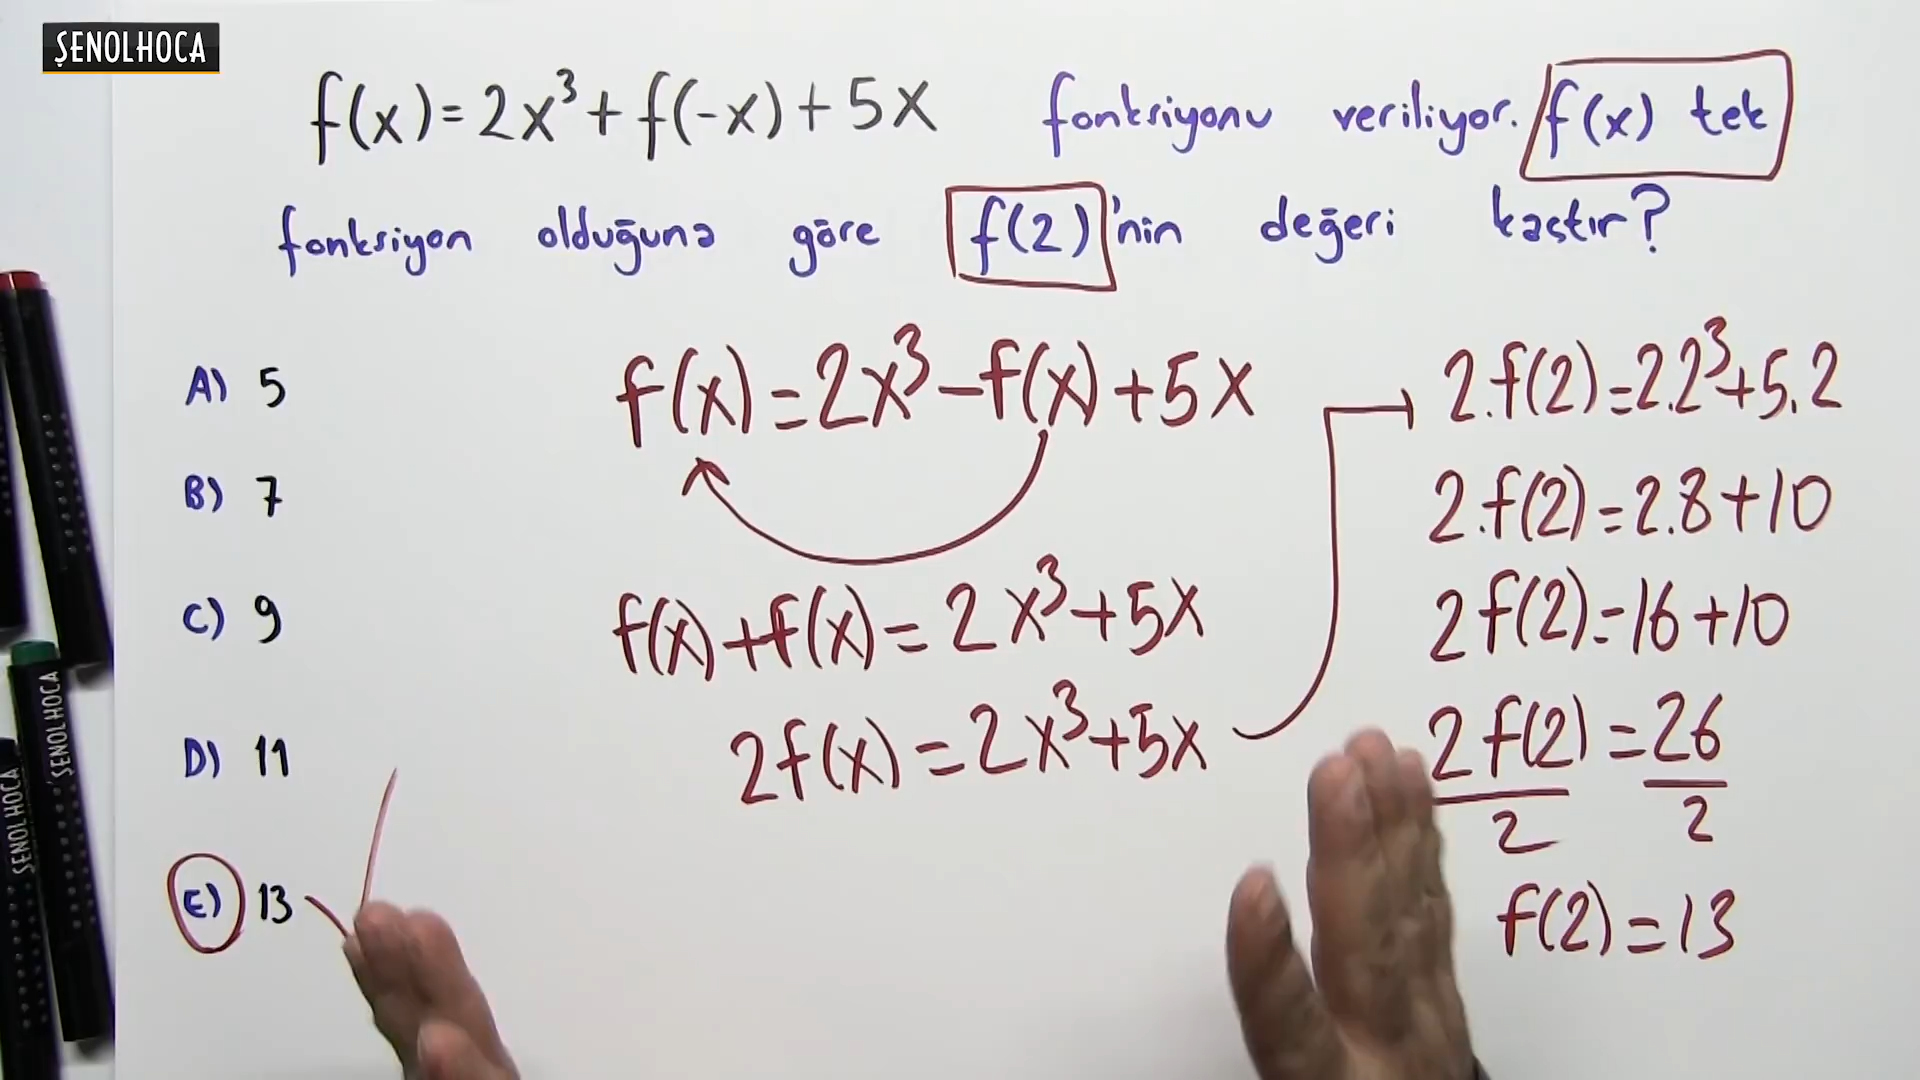 ŞENOLHOCA
f(x)=2x³+f(-x)+5x fonksiyonu veriliyor. f(x) tek
fonksiyon olduğuna göre f(2)'nin değeri kaçtır?
A) 5
B) 7
C) 9
D) 11
E) 13
f(x)=2x³-f(x)+5x
f(x)+f(x)=2x³+5x
2f(x)=2x³+5x
2.f(2)=2.2³+5.2
2.f(2)=2.8+10
2f(2)=16+10
2f(2)=26
2 2
f(2)=13
ŞENOLHOCA
ŞENOLHOCA